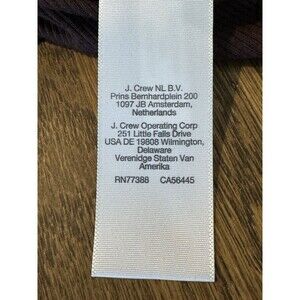 J. Crew NL B.V.
Prins Bernhardplein 200
1097 JB Amsterdam,
Netherlands
J. Crew Operating Corp
251 Little Falls Drive
USA DE 19808 Wilmington,
Delaware
Verenidge Staten Van
Amerika
RN77388 CA56445